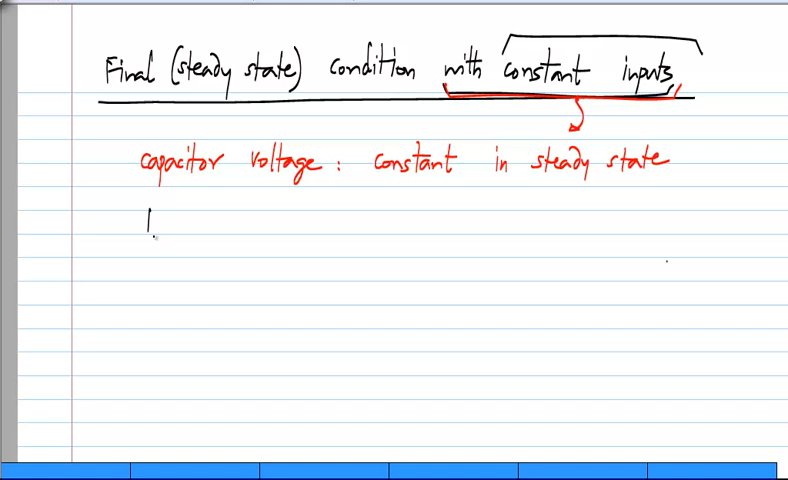 Final (steady state) condition with constant inputs
capacitor voltage : constant in steady state